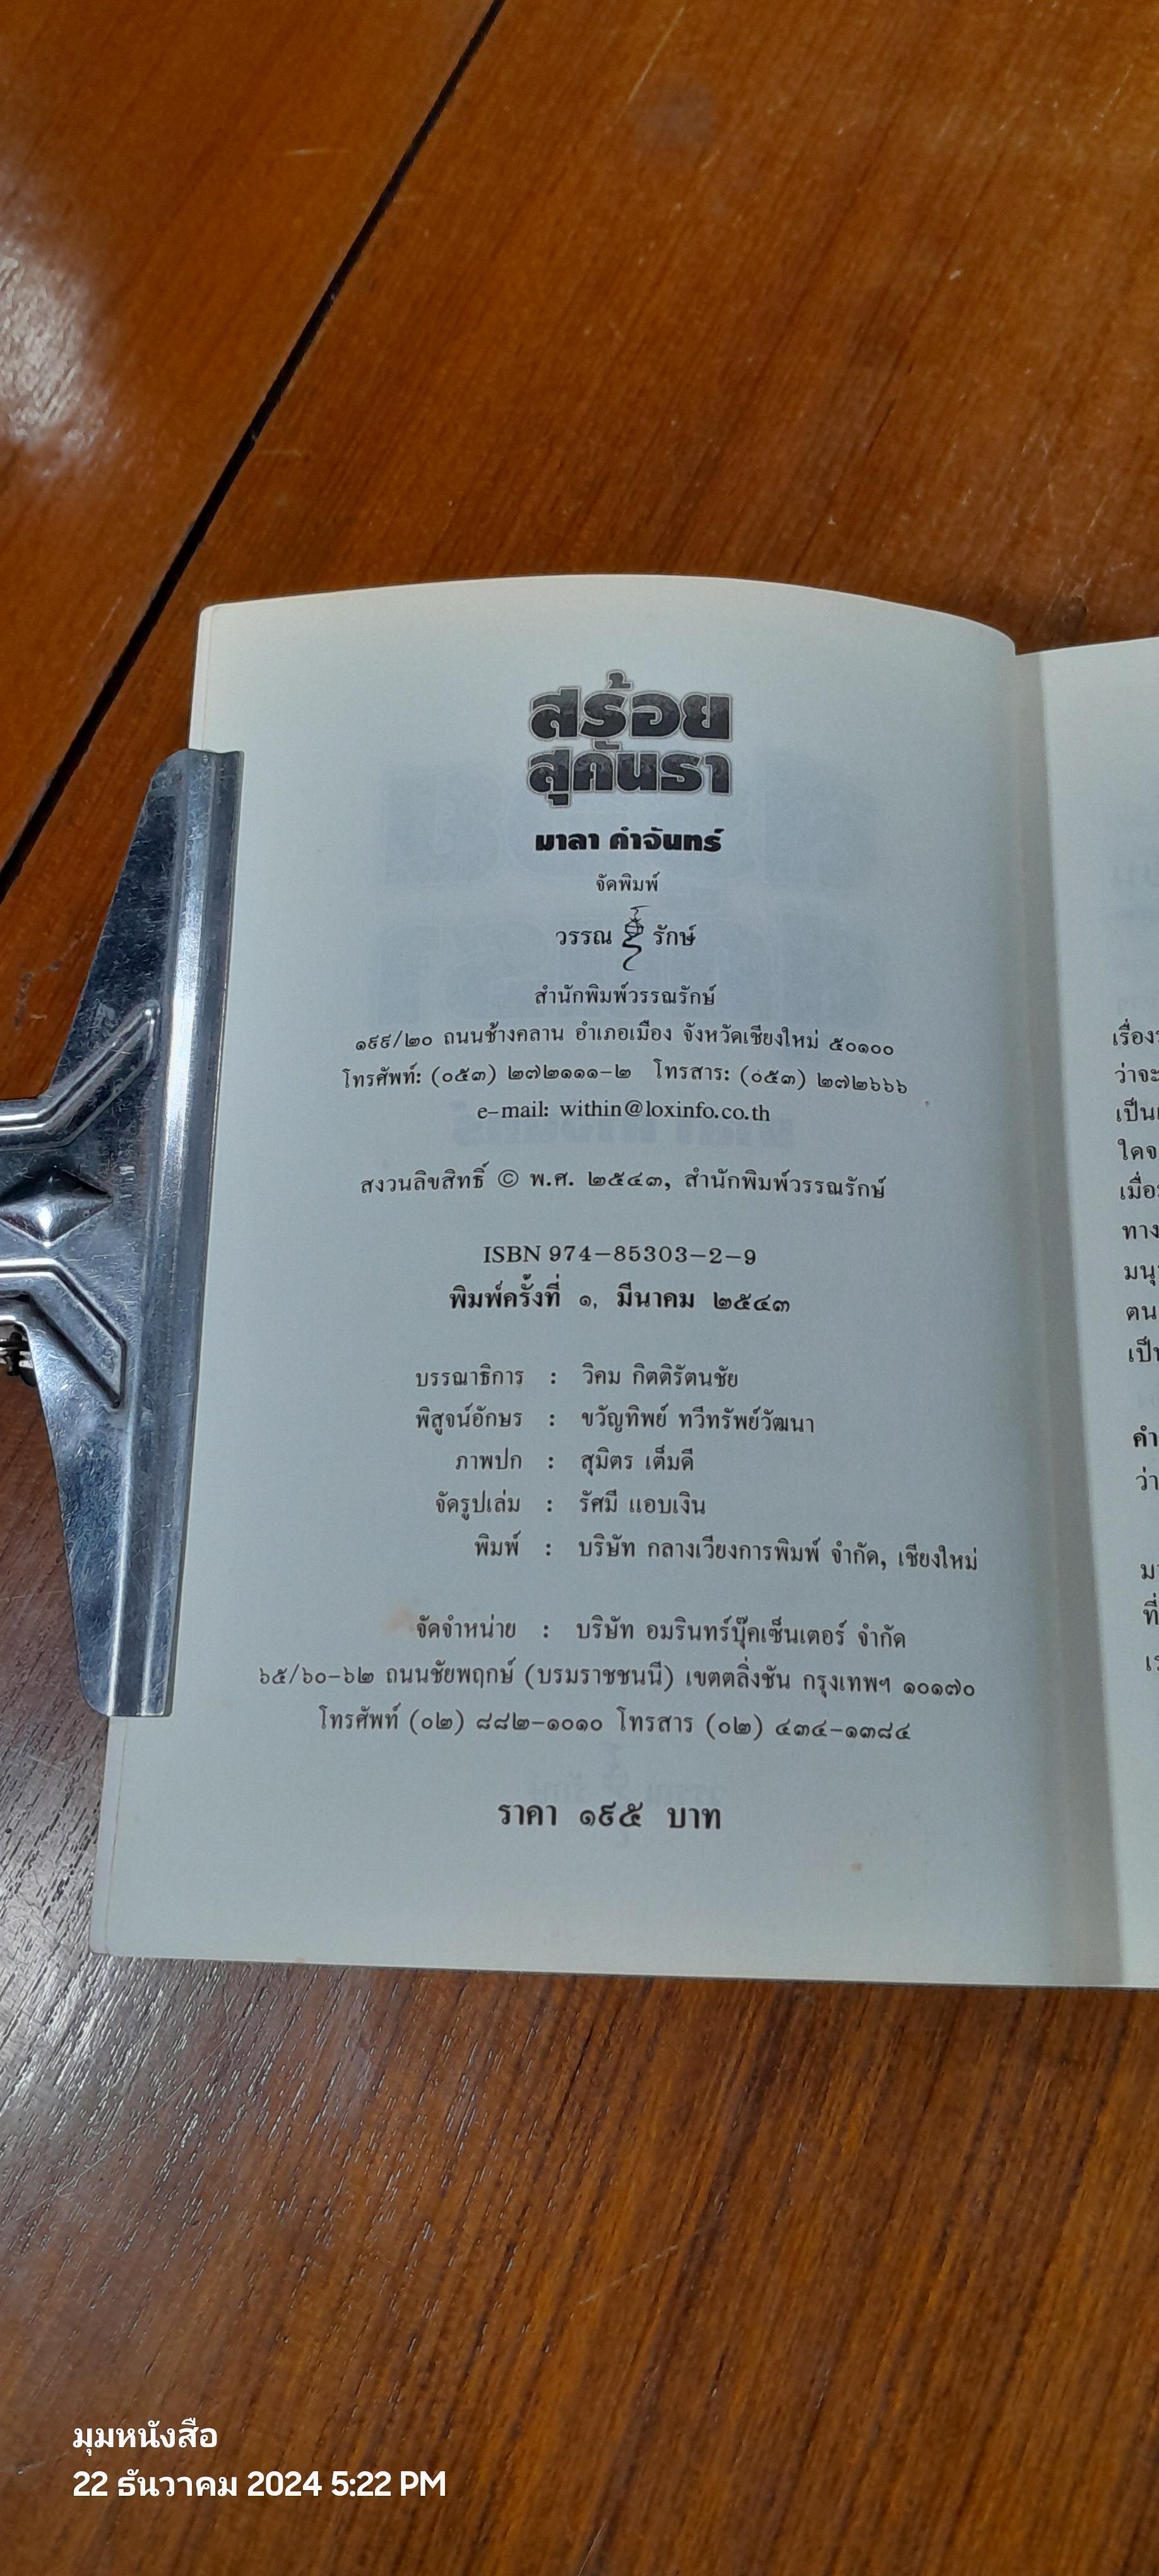 สร้อย
สุคันธา
มาลา คำจันทร์
จัดพิมพ์
วรรณ รักษ์
สำนักพิมพ์วรรณรักษ์
๑๙๙/๒๐ ถนนช้างคลาน อำเภอเมือง จังหวัดเชียงใหม่ ๕๐๑๐๐
โทรศัพท์: (๐๕๓) ๒๗๒๑๑๑-๒ โทรสาร: (๐๕๓) ๒๗๒๖๖๖
e-mail: within@loxinfo.co.th
สงวนลิขสิทธิ์ © พ.ศ. ๒๕๔๓, สำนักพิมพ์วรรณรักษ์
ISBN 974-85303-2-9
พิมพ์ครั้งที่ ๑, มีนาคม ๒๕๔๓
บรรณาธิการ : วิคม กิตติรัตนชัย
พิสูจน์อักษร : ขวัญทิพย์ ทวีทรัพย์วัฒนา
ภาพปก : สุมิตร เต็มดี
จัดรูปเล่ม : รัศมี แอบเงิน
พิมพ์ : บริษัท กลางเวียงการพิมพ์ จำกัด, เชียงใหม่
จัดจำหน่าย : บริษัท อมรินทร์บุ๊คเซ็นเตอร์ จำกัด
๖๕/๖๐-๖๒ ถนนชัยพฤกษ์ (บรมราชชนนี) เขตตลิ่งชัน กรุงเทพฯ ๑๐๑๗๐
โทรศัพท์ (๐๒) ๘๘๒-๑๐๑๐ โทรสาร (๐๒) ๔๓๔-๑๓๘๔
ราคา ๑๙๕ บาท
ว่าจะ
ทาง
ตน
ว่า
ที่
มุมหนังสือ
22 ธันวาคม 2024 5:22 PM